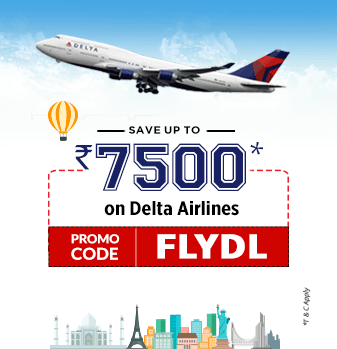 DELTA
SAVE UP TO
₹7500*
on Delta Airlines
PROMO
CODE
FLYDL
*T & C Apply